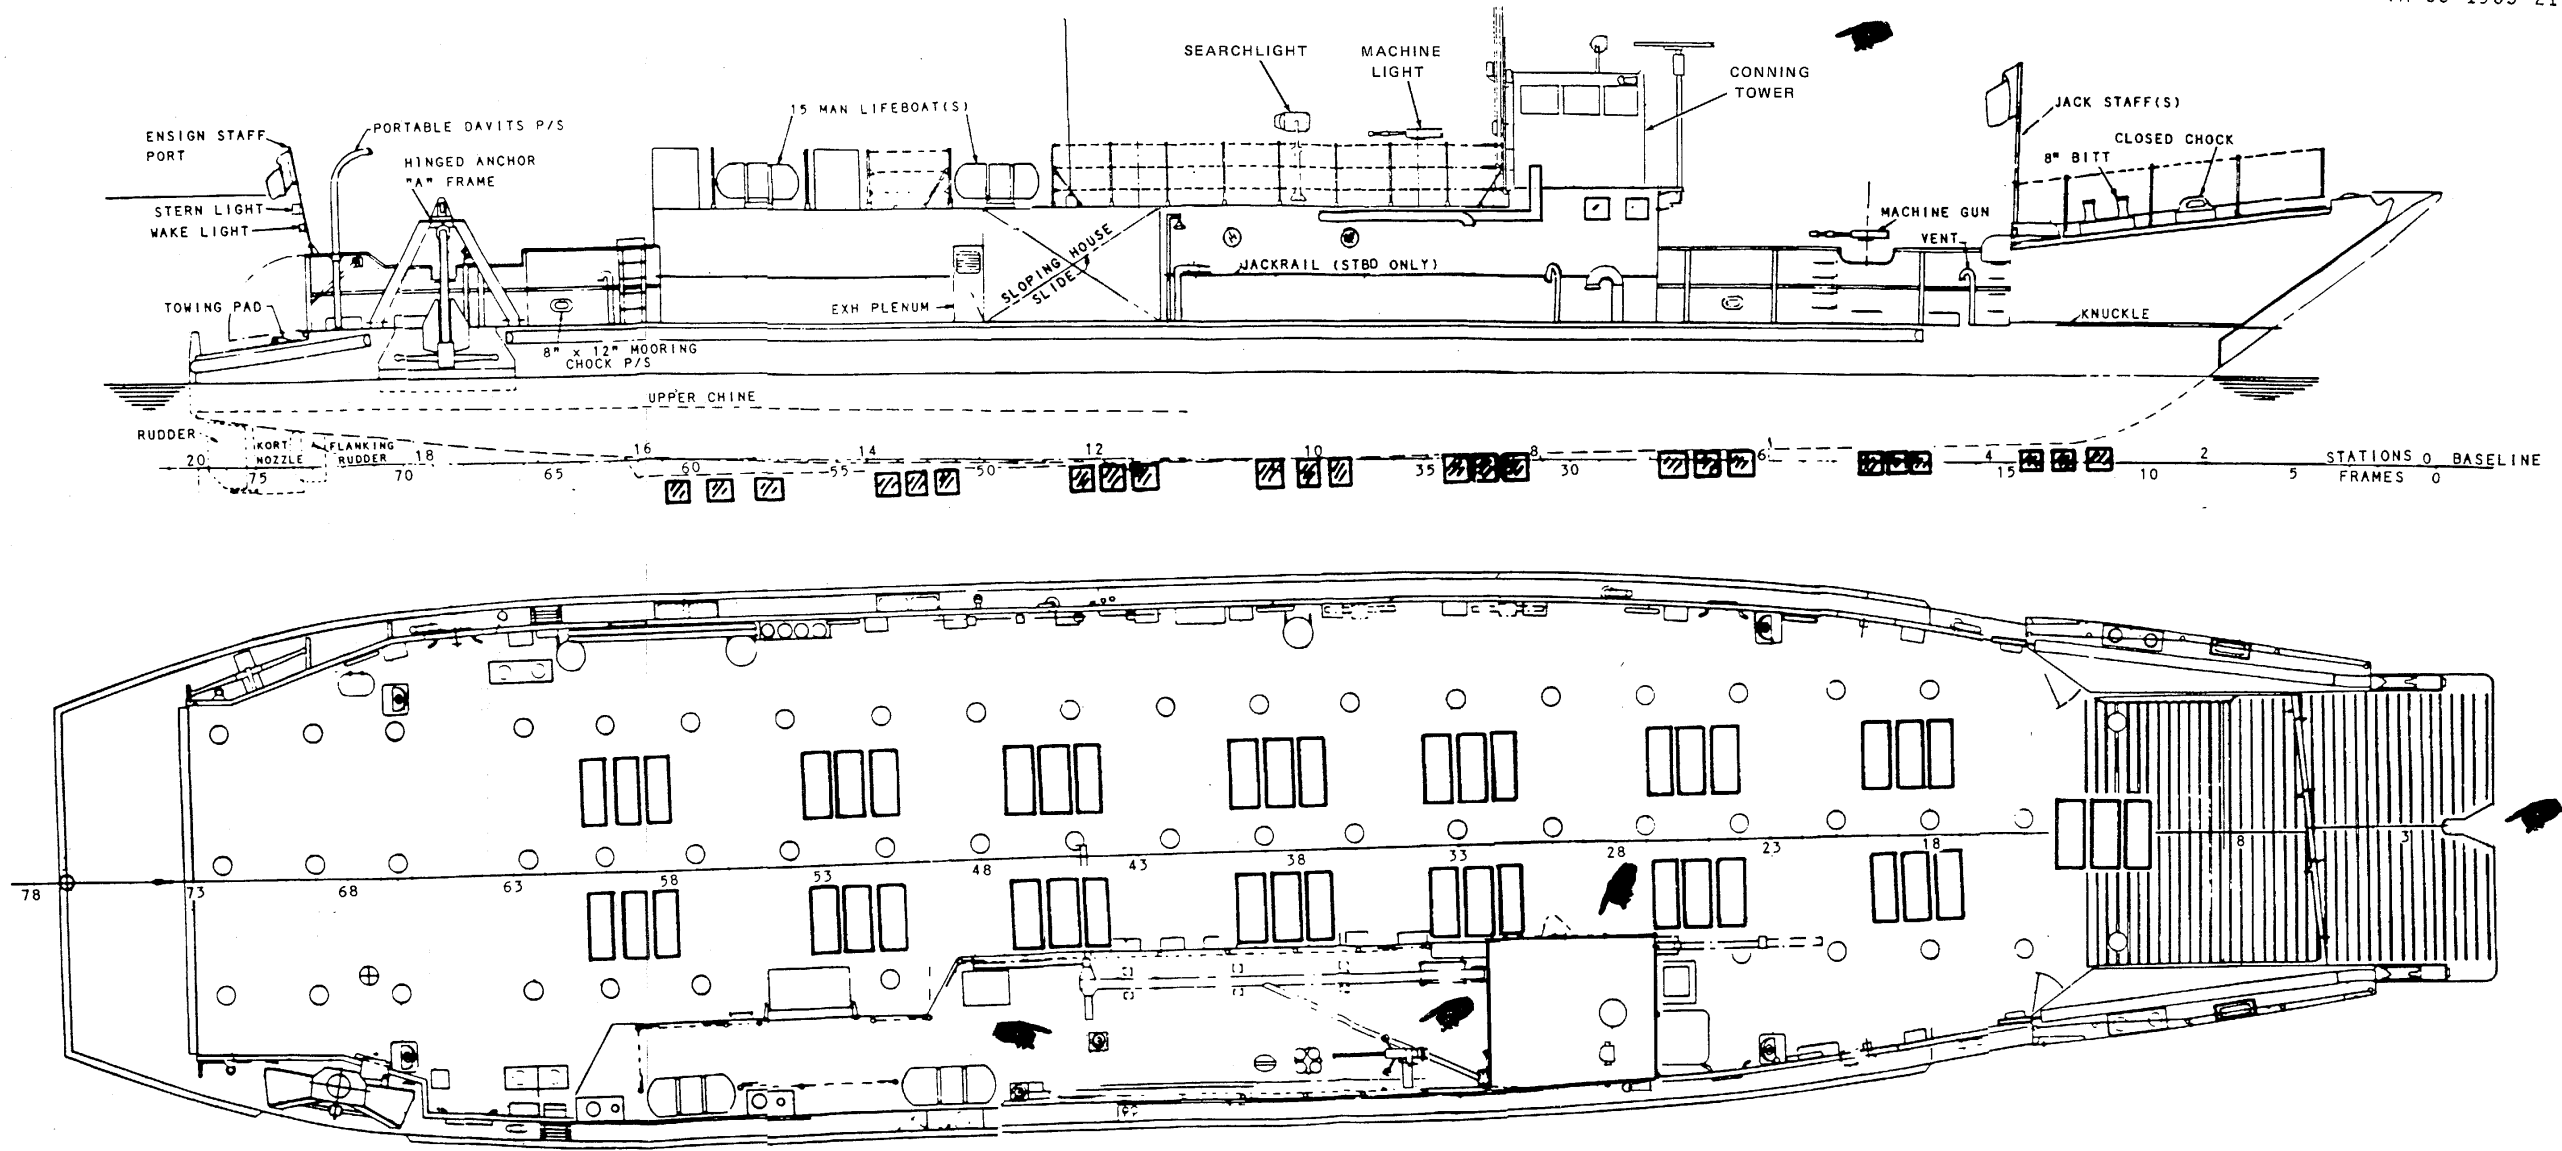 SEARCHLIGHT
MACHINE
LIGHT
CONNING
TOWER
15 MAN LIFEBOAT(S)
JACK STAFF(S)
ENSIGN STAFF
PORT
PORTABLE DAVITS P/S
CLOSED CHOCK
8" BITT
HINGED ANCHOR
"A" FRAME
STERN LIGHT
WAKE LIGHT
MACHINE GUN
VENT
SLOPING HOUSE
SLIDE
JACKRAIL (STBD ONLY)
TOWING PAD
EXH PLENUM
KNUCKLE
8" x 12" MOORING
CHOCK P/S
UPPER CHINE
RUDDER
KORT
NOZZLE
FLANKING
RUDDER
20 18 16 14 12 10 8 6 4 2 STATIONS 0 BASELINE
75 70 65 60 55 50 35 30 15 10 5 FRAMES 0
78 73 68 63 58 53 48 43 38 33 28 23 18 8 3